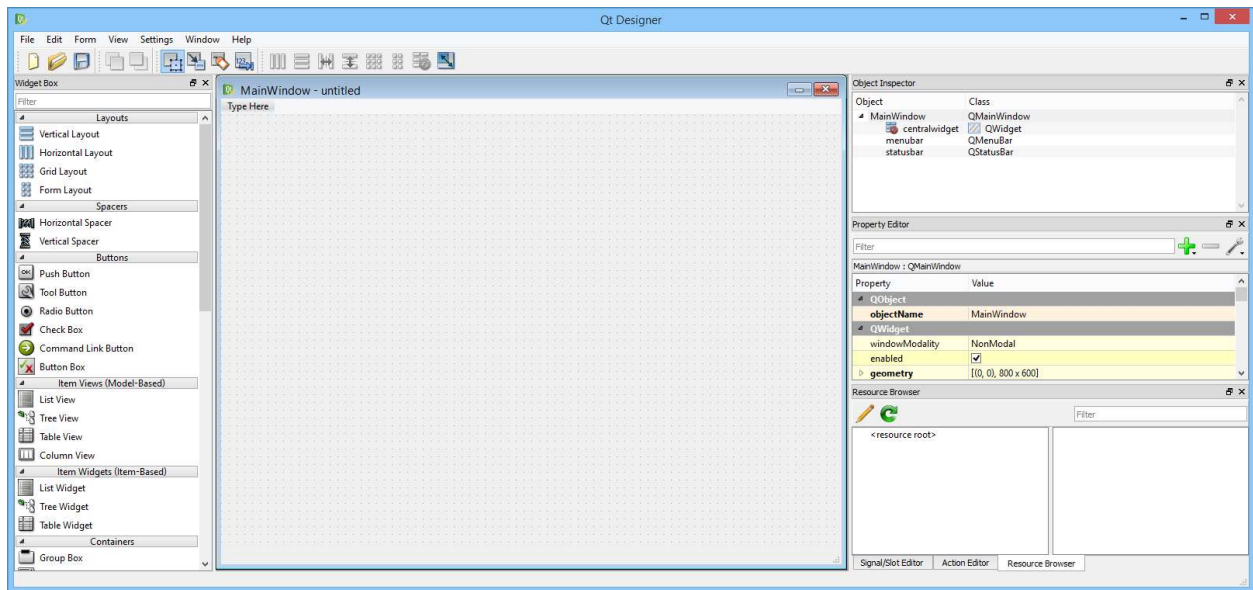 Qt Designer
File Edit Form View Settings Window Help
Widget Box
Filter
Layouts
Vertical Layout
Horizontal Layout
Grid Layout
Form Layout
Spacers
Horizontal Spacer
Vertical Spacer
Buttons
Push Button
Tool Button
Radio Button
Check Box
Command Link Button
Button Box
Item Views (Model-Based)
List View
Tree View
Table View
Column View
Item Widgets (Item-Based)
List Widget
Tree Widget
Table Widget
Containers
Group Box
MainWindow - untitled
Type Here
Object Inspector
Object Class
MainWindow QMainWindow
centralwidget QWidget
menubar QMenuBar
statusbar QStatusBar
Property Editor
Filter
MainWindow : QMainWindow
Property Value
QObject
objectName MainWindow
QWidget
windowModality NonModal
enabled
geometry [(0, 0), 800 x 600]
Resource Browser
Filter
<resource root>
Signal/Slot Editor Action Editor Resource Browser